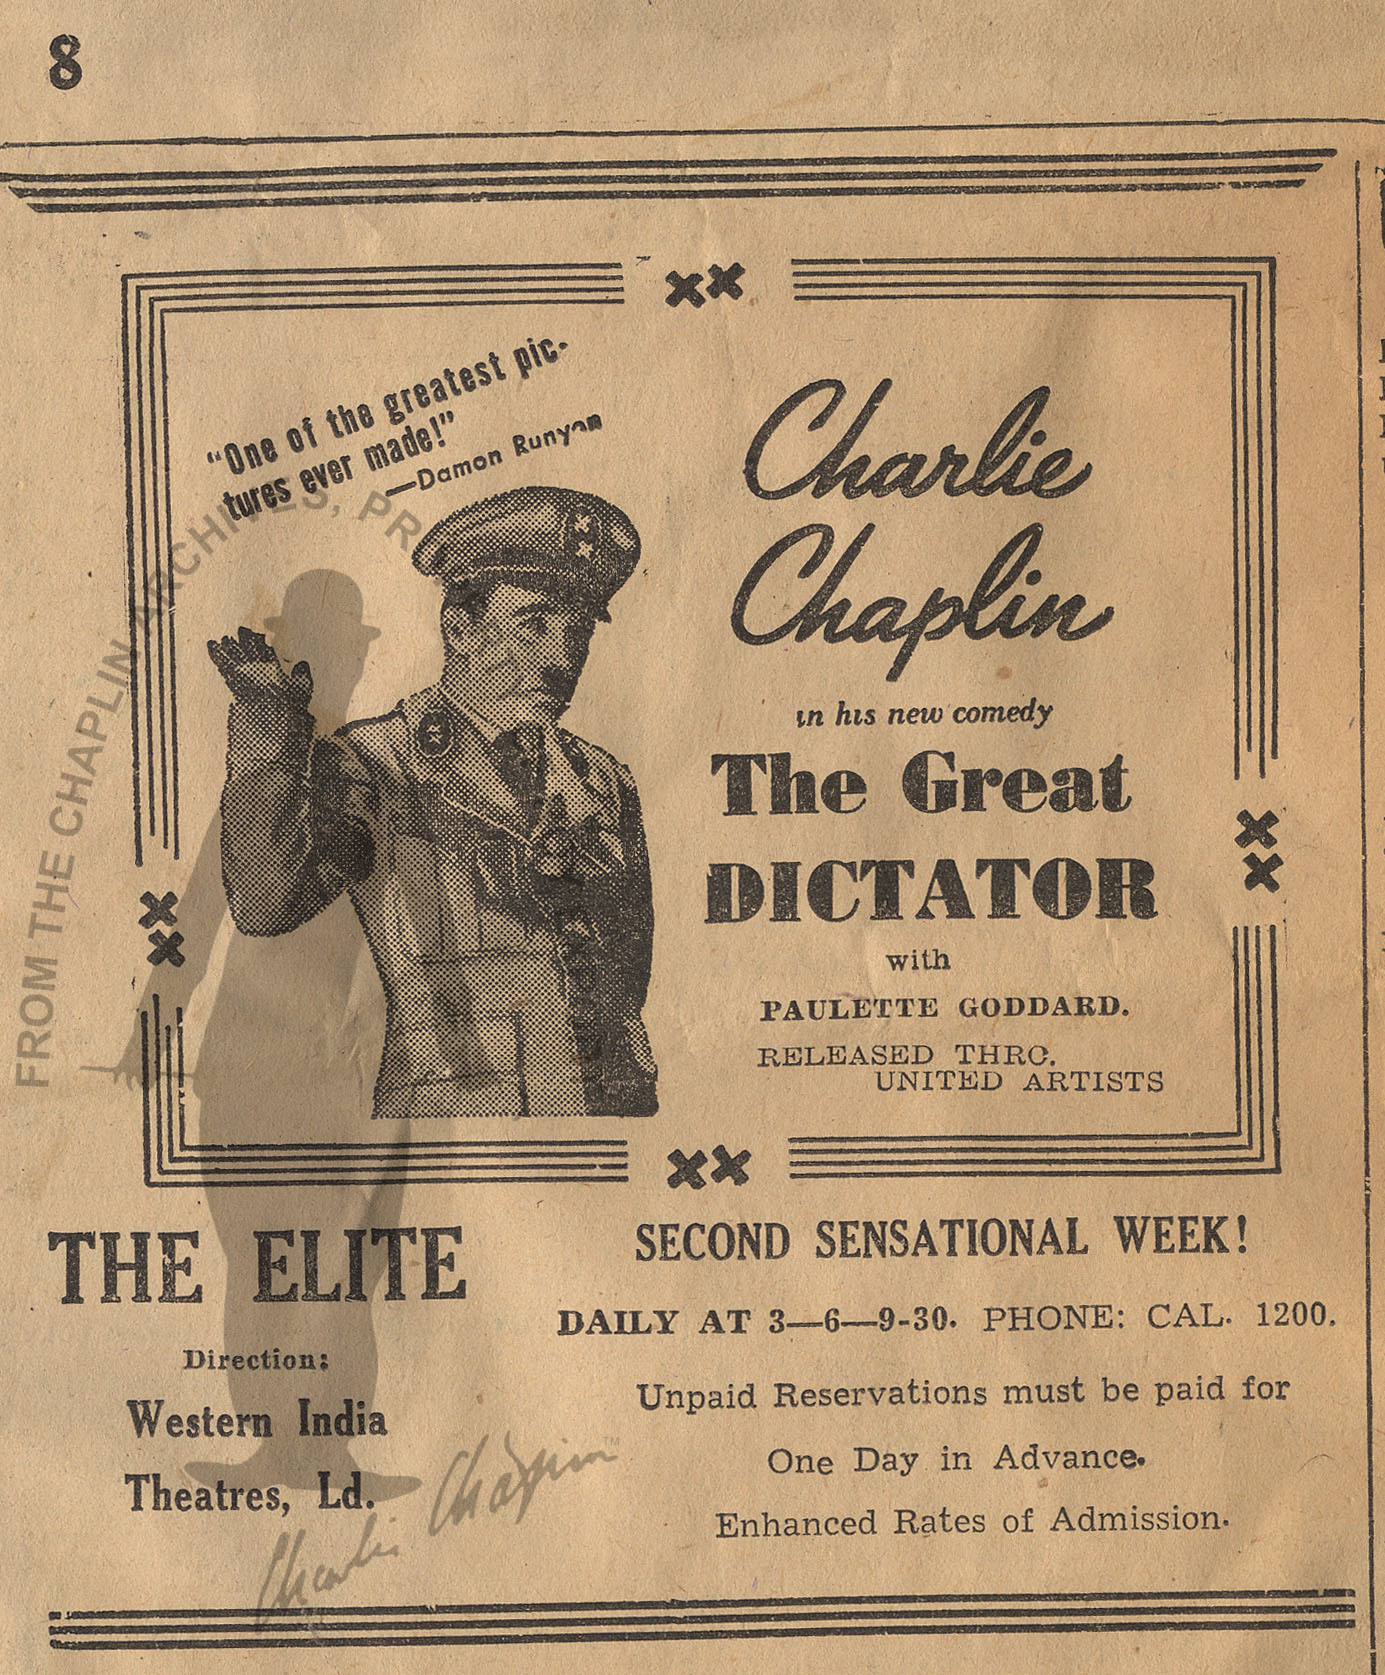 8
"One of the greatest pic-
tures ever made!"
—Damon Runyon
Charlie
Chaplin
in his new comedy
The Great
DICTATOR
with
PAULETTE GODDARD.
RELEASED THRO.
UNITED ARTISTS
THE ELITE
Direction:
Western India
Theatres, Ld.
SECOND SENSATIONAL WEEK!
DAILY AT 3—6—9-30. PHONE: CAL. 1200.
Unpaid Reservations must be paid for
One Day in Advance.
Enhanced Rates of Admission.
FROM THE CHAPLIN ARCHIVES,
Charlie Chaplin